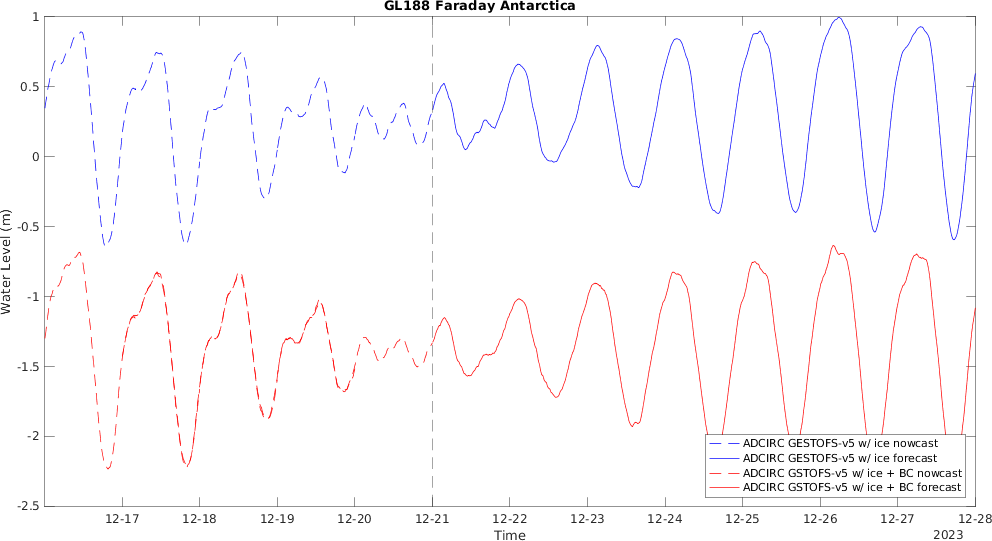 GL188 Faraday Antarctica
1
0.5
0
-0.5
-1
-1.5
-2
-2.5
Water Level (m)
ADCIRC GESTOFS-v5 w/ ice nowcast
ADCIRC GESTOFS-v5 w/ ice forecast
ADCIRC GSTOFS-v5 w/ ice + BC nowcast
ADCIRC GSTOFS-v5 w/ ice + BC forecast
12-17 12-18 12-19 12-20 12-21 12-22 12-23 12-24 12-25 12-26 12-27 12-28
Time
2023